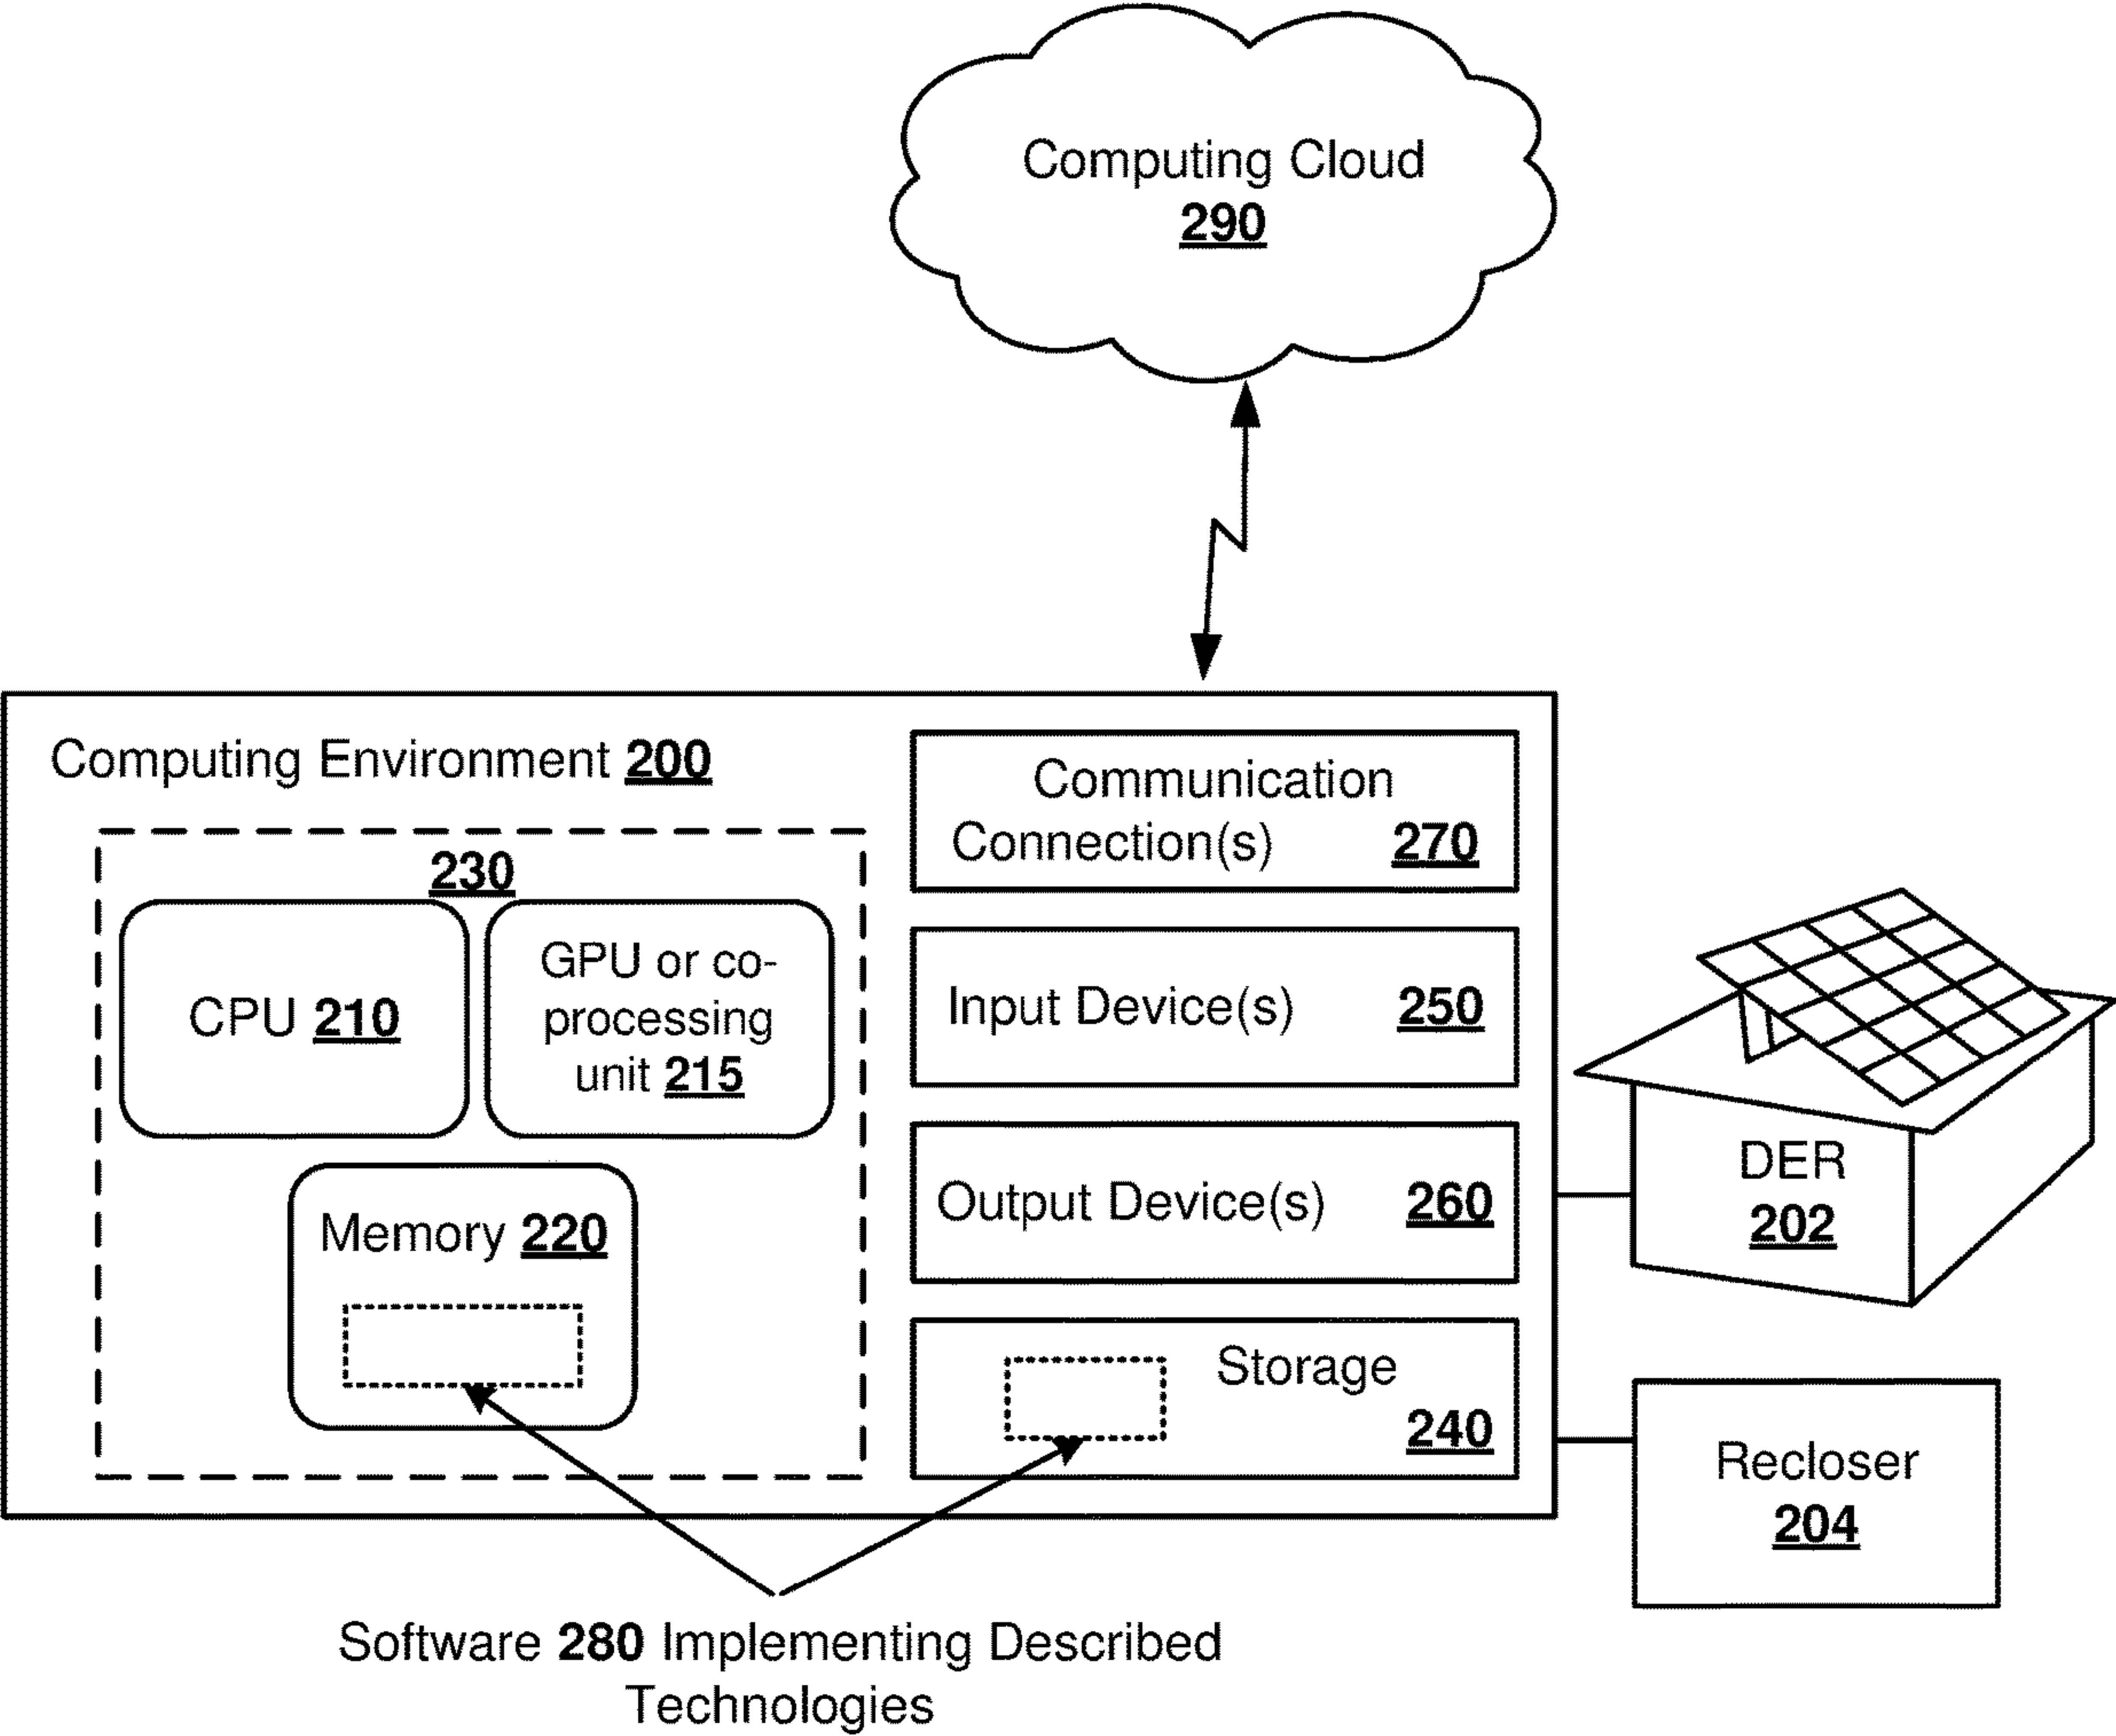 Computing Cloud
290
Computing Environment 200
230
CPU 210
GPU or co-
processing
unit 215
Memory 220
Communication
Connection(s) 270
Input Device(s) 250
Output Device(s) 260
Storage
240
DER
202
Recloser
204
Software 280 Implementing Described
Technologies